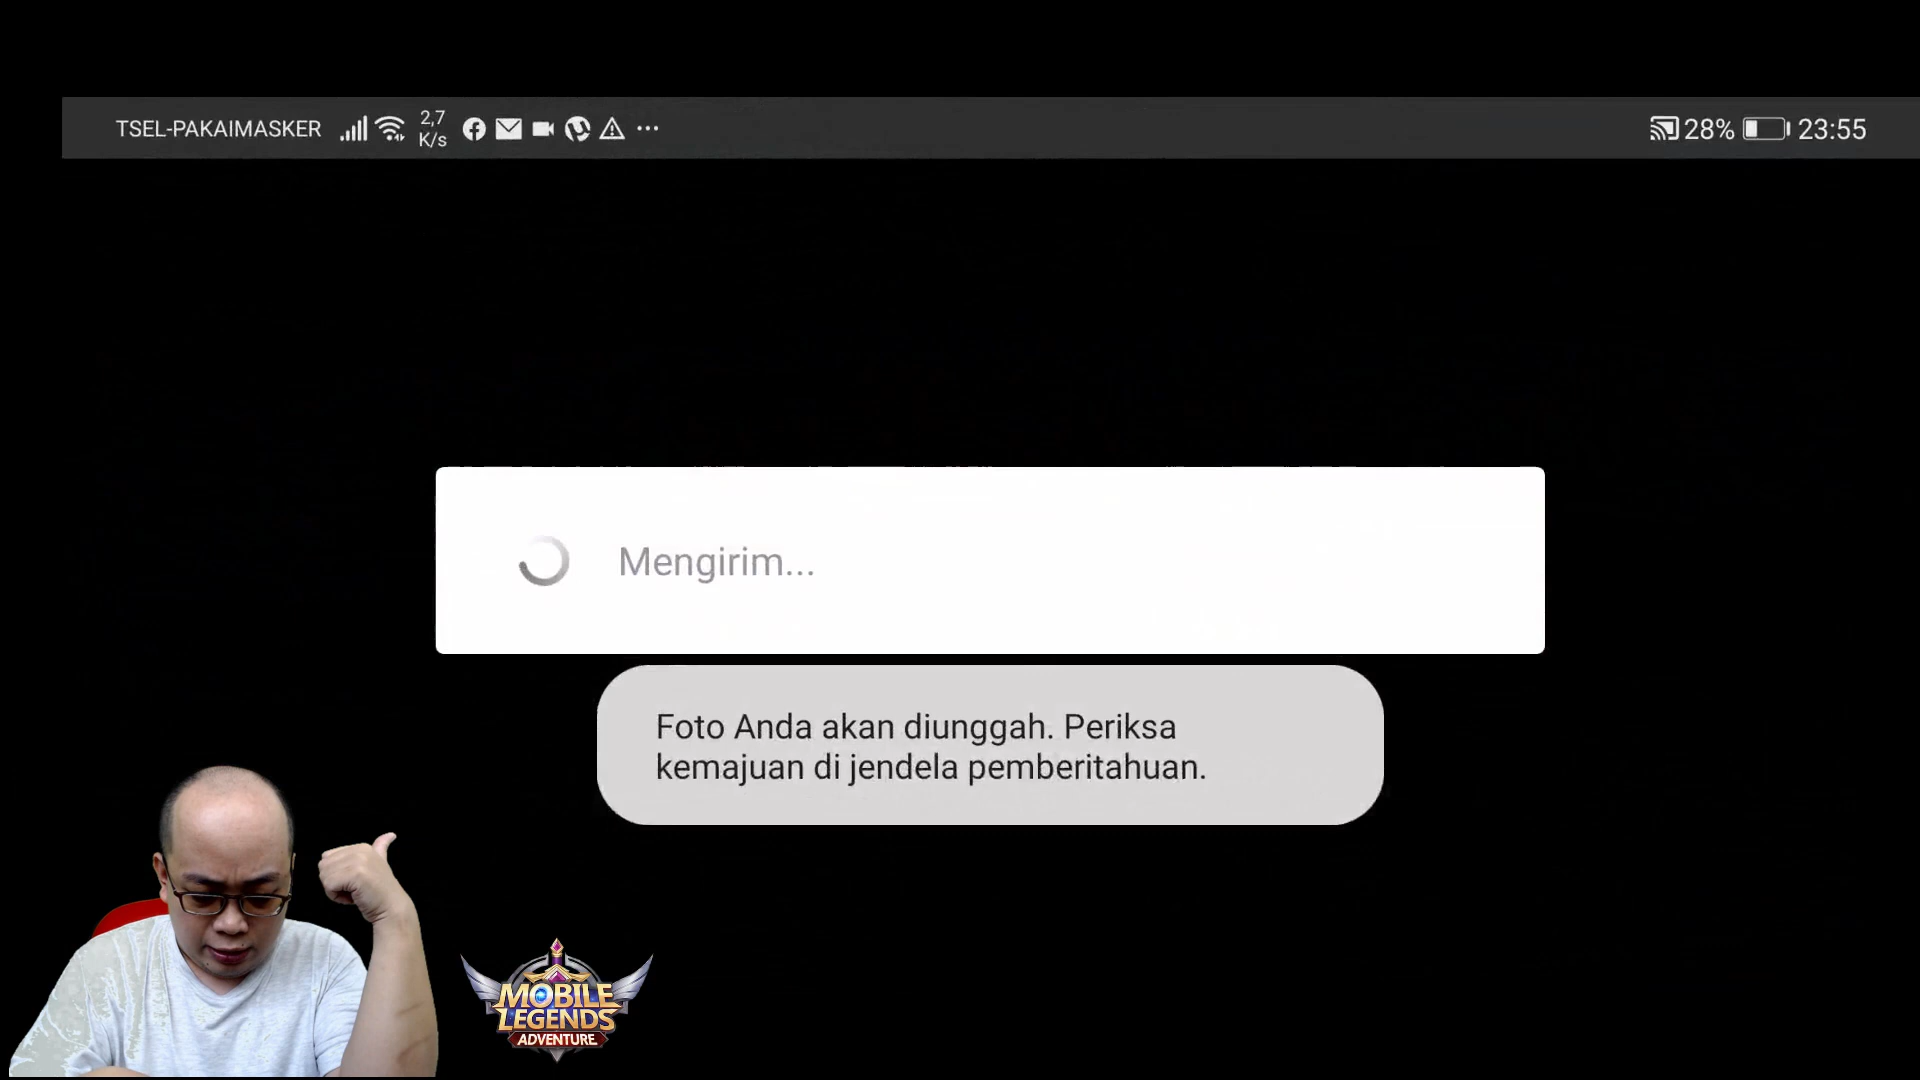 TSEL-PAKAIMASKER 2,7 K/s ... 28% 23:55
Mengirim...
Foto Anda akan diunggah. Periksa
kemajuan di jendela pemberitahuan.
MOBILE
LEGENDS
ADVENTURE